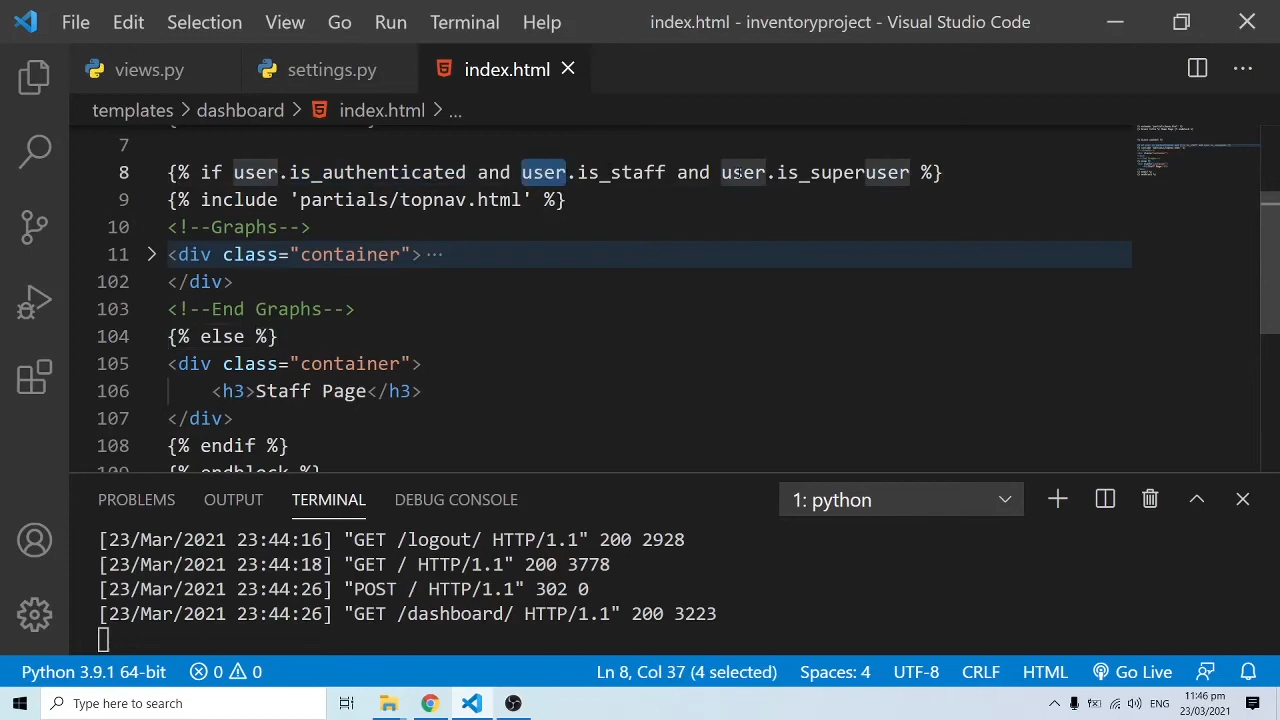 File Edit Selection View Go Run Terminal Help index.html - inventoryproject - Visual Studio Code
views.py settings.py index.html
templates > dashboard > index.html > ...
7
8 {% if user.is_authenticated and user.is_staff and user.is_superuser %}
9 {% include 'partials/topnav.html' %}
10 <!--Graphs-->
11 <div class="container">···
102 </div>
103 <!--End Graphs-->
104 {% else %}
105 <div class="container">
106 <h3>Staff Page</h3>
107 </div>
108 {% endif %}
109 {% endblock %}
PROBLEMS OUTPUT TERMINAL DEBUG CONSOLE 1: python
[23/Mar/2021 23:44:16] "GET /logout/ HTTP/1.1" 200 2928
[23/Mar/2021 23:44:18] "GET / HTTP/1.1" 200 3778
[23/Mar/2021 23:44:26] "POST / HTTP/1.1" 302 0
[23/Mar/2021 23:44:26] "GET /dashboard/ HTTP/1.1" 200 3223
Python 3.9.1 64-bit 0 0 Ln 8, Col 37 (4 selected) Spaces: 4 UTF-8 CRLF HTML Go Live
Type here to search ENG 11:46 pm
23/03/2021